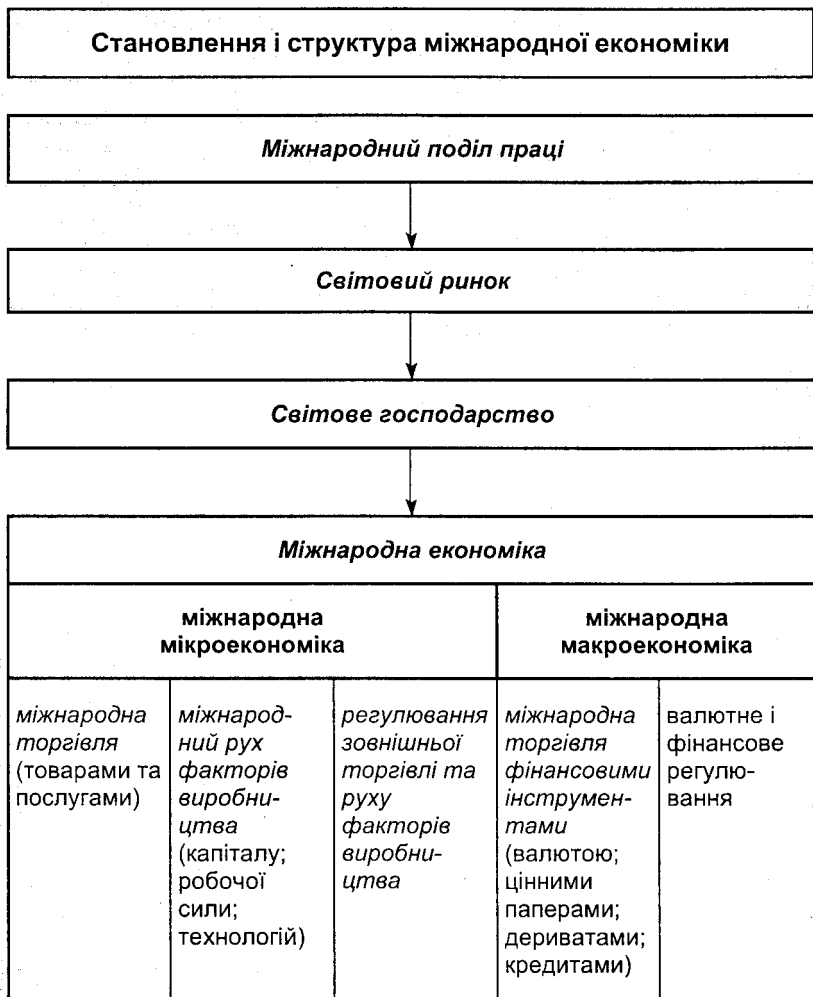 Становлення і структура міжнародної економіки
Міжнародний поділ праці
Світовий ринок
Світове господарство
Міжнародна економіка
міжнародна
мікроекономіка
міжнародна
макроекономіка
міжнародна
торгівля
(товарами та
послугами)
міжнарод-
ний рух
факторів
виробни-
цтва
(капіталу;
робочої
сили;
технологій)
регулювання
зовнішньої
торгівлі та
руху
факторів
виробни-
цтва
міжнародна
торгівля
фінансовими
інструмен-
тами
(валютою;
цінними
паперами;
дериватами;
кредитами)
валютне і
фінансове
регулю-
вання